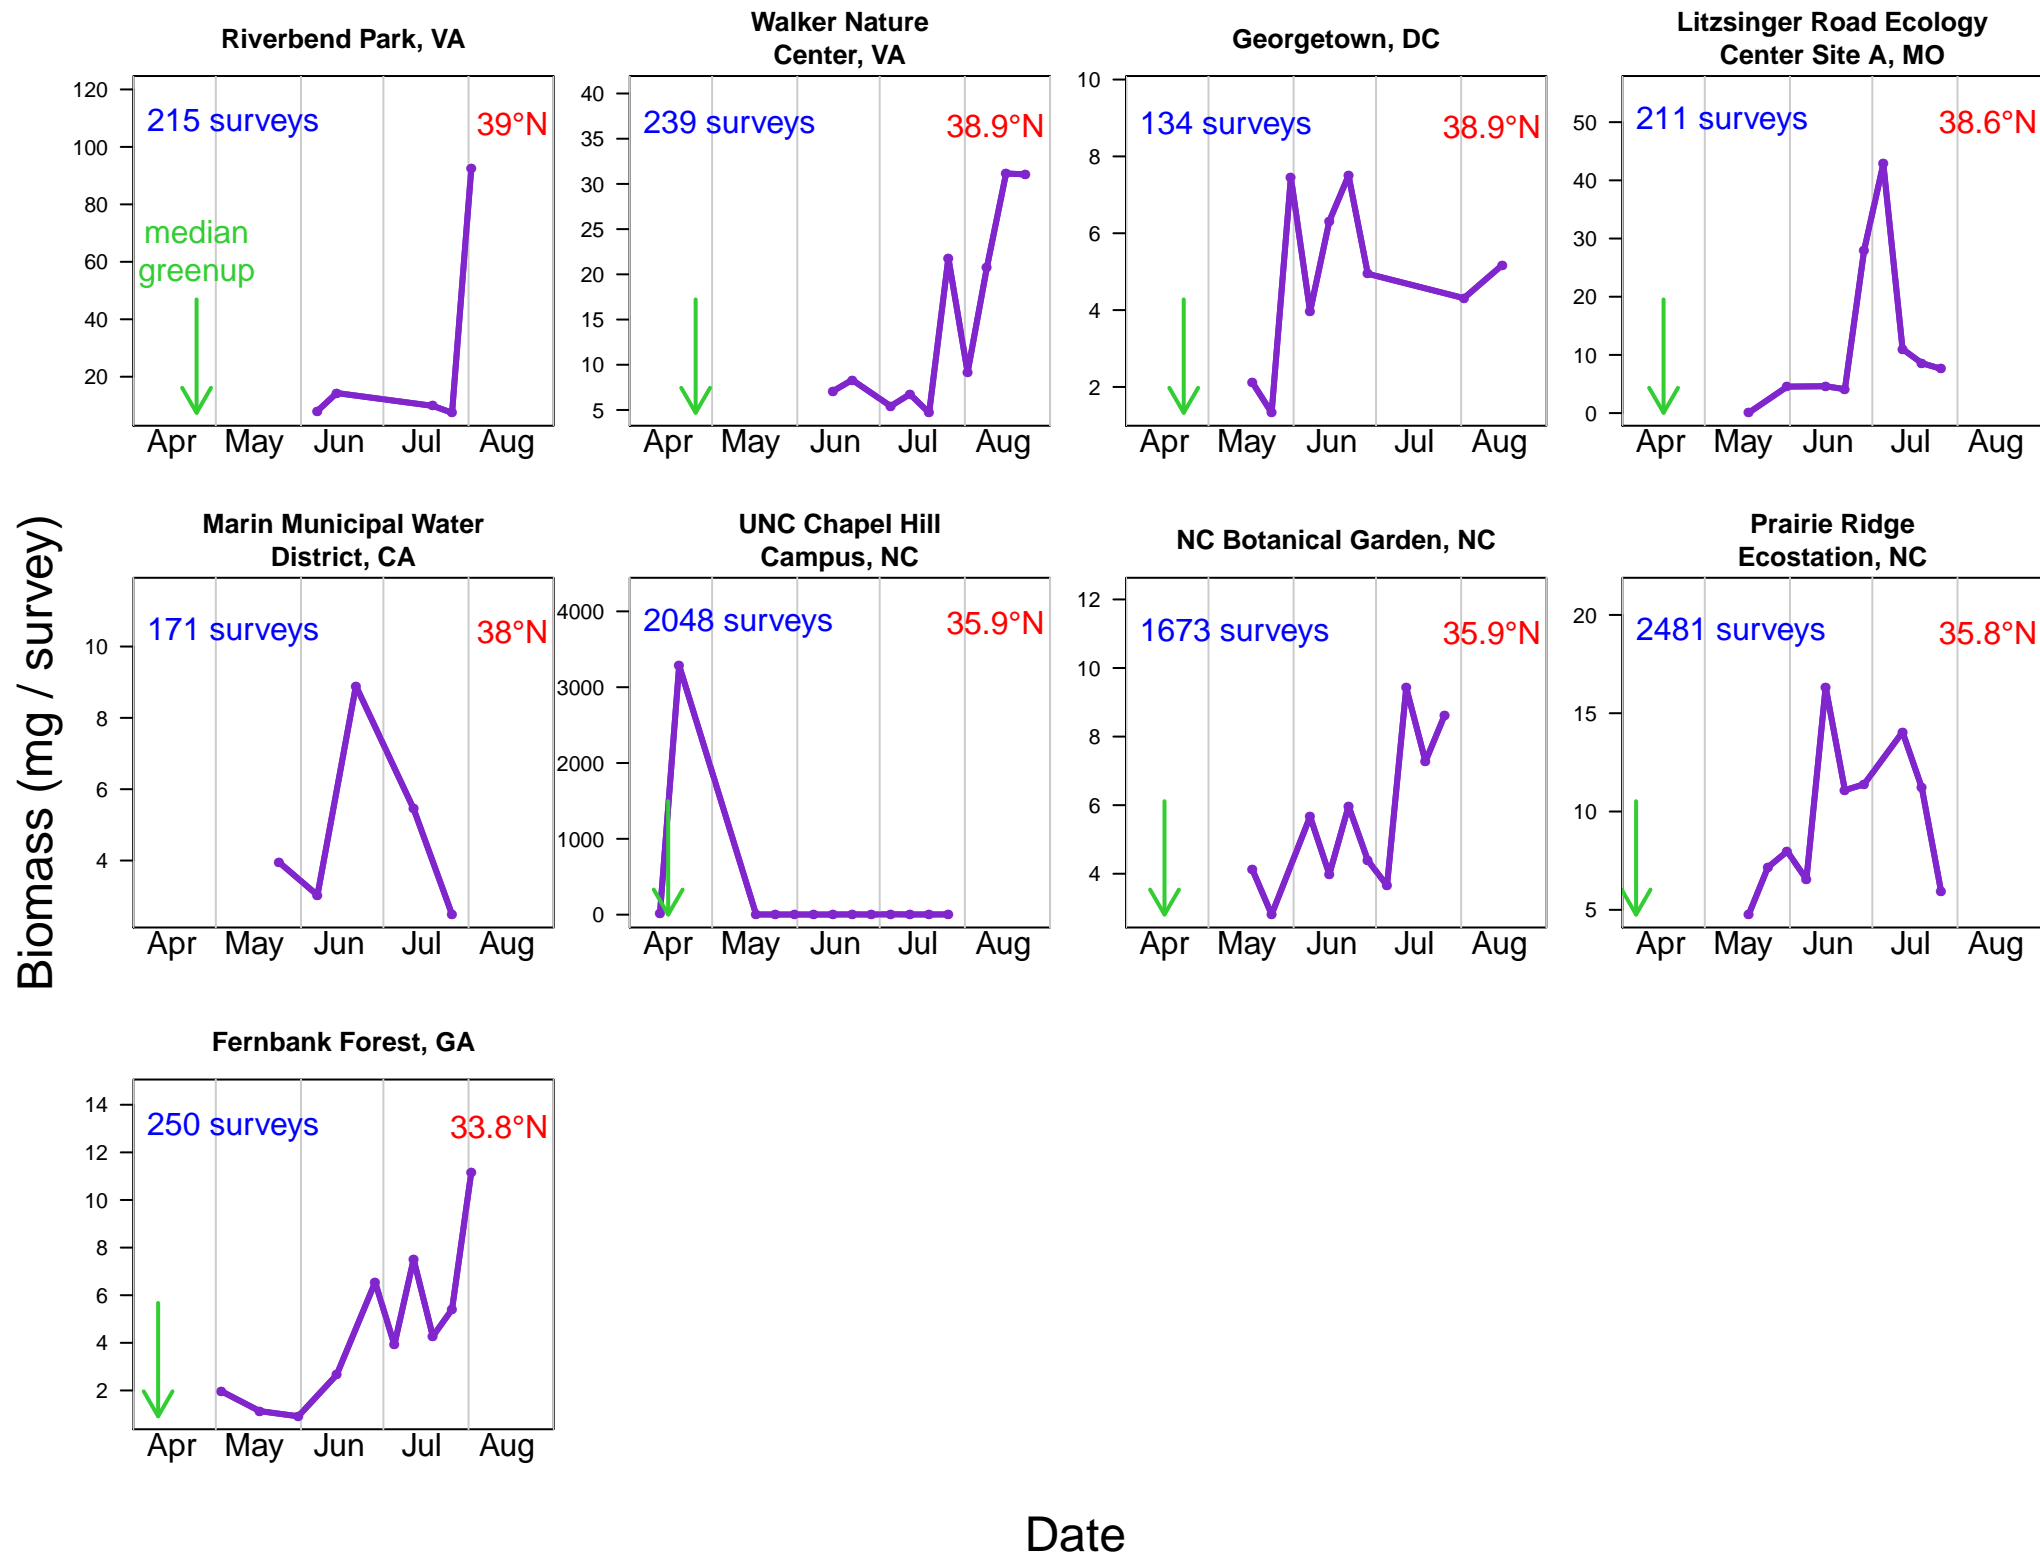 Riverbend Park, VA
120
100
80
60
40
20
215 surveys
39°N
median
greenup
Apr May Jun Jul Aug
Walker Nature
Center, VA
40
35
30
25
20
15
10
5
239 surveys
38.9°N
Apr May Jun Jul Aug
Georgetown, DC
10
8
6
4
2
134 surveys
38.9°N
Apr May Jun Jul Aug
Litzsinger Road Ecology
Center Site A, MO
50
40
30
20
10
0
211 surveys
38.6°N
Apr May Jun Jul Aug
Biomass (mg / survey)
Marin Municipal Water
District, CA
10
8
6
4
171 surveys
38°N
Apr May Jun Jul Aug
UNC Chapel Hill
Campus, NC
4000
3000
2000
1000
0
2048 surveys
35.9°N
Apr May Jun Jul Aug
NC Botanical Garden, NC
12
10
8
6
4
1673 surveys
35.9°N
Apr May Jun Jul Aug
Prairie Ridge
Ecostation, NC
20
15
10
5
2481 surveys
35.8°N
Apr May Jun Jul Aug
Fernbank Forest, GA
14
12
10
8
6
4
2
250 surveys
33.8°N
Apr May Jun Jul Aug
Date